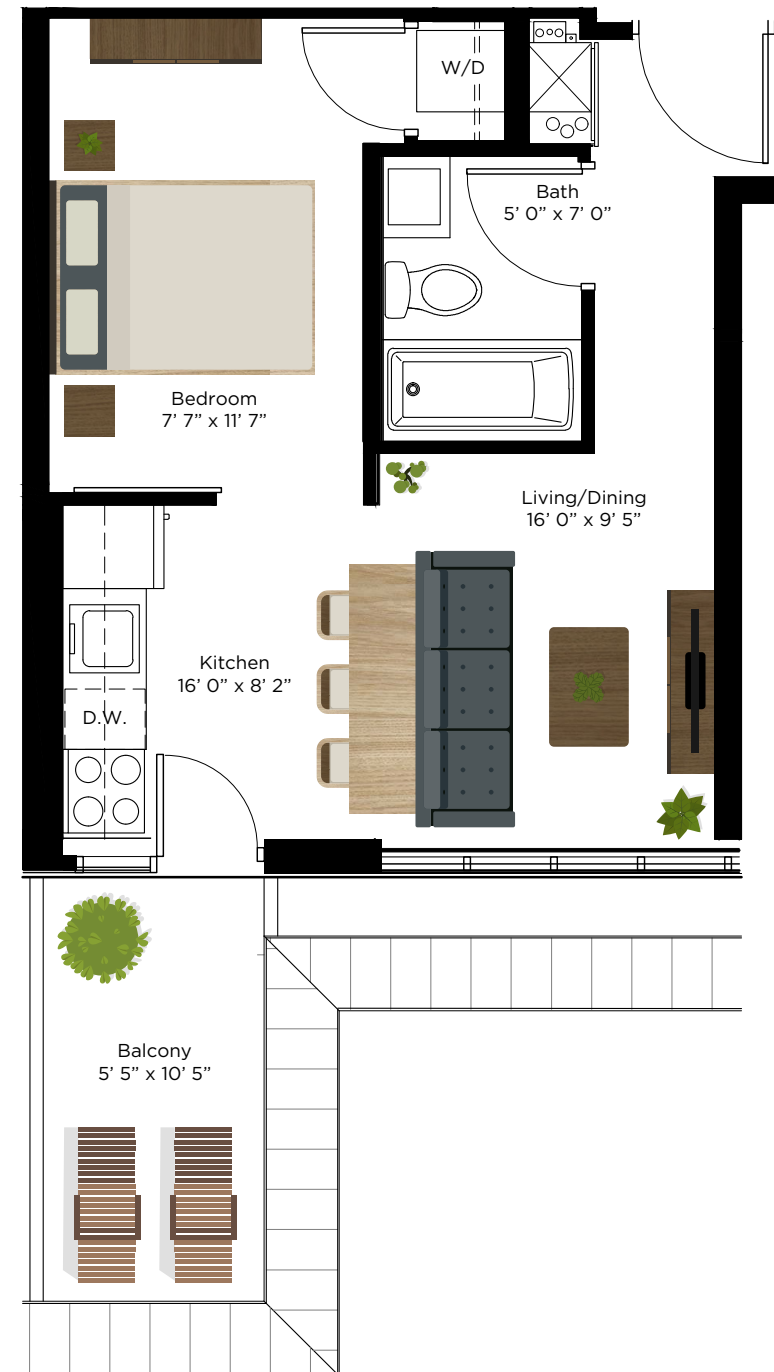 W/D
Bath
5’ 0” x 7’ 0”
Bedroom
7’ 7” x 11’ 7”
Living/Dining
16’ 0” x 9’ 5”
Kitchen
16’ 0” x 8’ 2”
D.W.
Balcony
5’ 5” x 10’ 5”